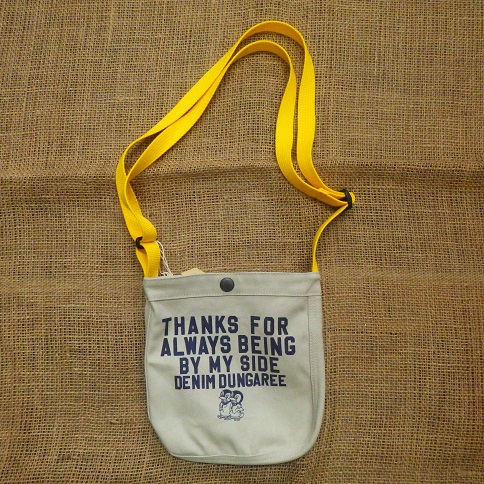 THANKS FOR
ALWAYS BEING
BY MY SIDE
DENIM DUNGAREE